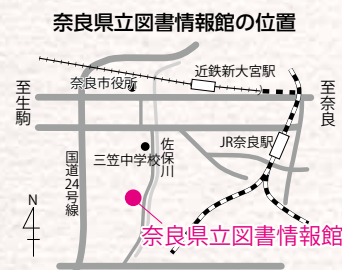 奈良県立図書情報館の位置
近鉄新大宮駅
奈良市役所
至生駒
至奈良
JR奈良駅
佐保川
三笠中学校
国道24号線
N
奈良県立図書情報館